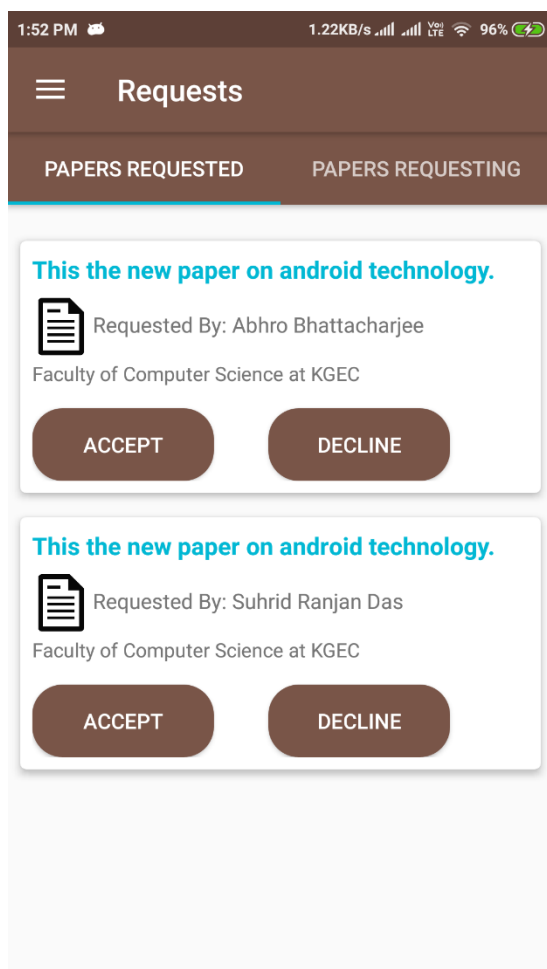 1:52 PM 1.22KB/s VoLTE 96%
Requests
PAPERS REQUESTED PAPERS REQUESTING
This the new paper on android technology.
Requested By: Abhro Bhattacharjee
Faculty of Computer Science at KGEC
ACCEPT DECLINE
This the new paper on android technology.
Requested By: Suhrid Ranjan Das
Faculty of Computer Science at KGEC
ACCEPT DECLINE